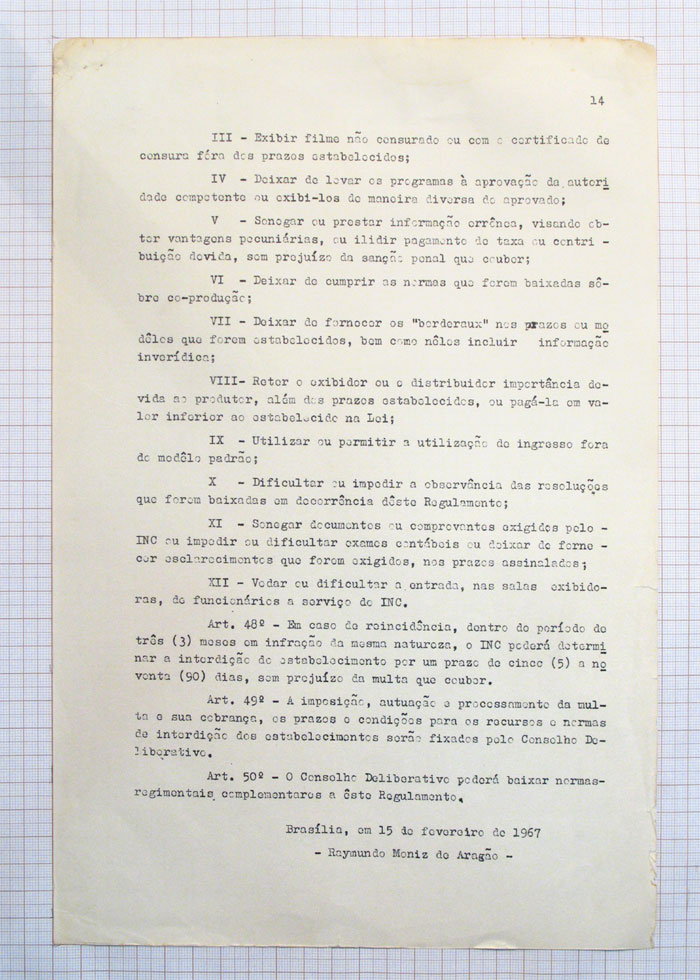 14
III - Exibir filme não censurado ou com o certificado de
censura fóra dos prazos estabelecidos;
IV - Deixar de levar os programas à aprovação da autori
dade competente ou exibí-los de maneira diversa do aprovado;
V - Sonegar ou prestar informação errônea, visando ob-
ter vantagens pecuniárias, ou ilidir pagamento de taxa ou contri -
buição devida, sem prejuízo da sanção penal que couber;
VI - Deixar de cumprir as normas que forem baixadas sô-
bre co-produção;
VII - Deixar de fornecer os "borderaux" nos prazos ou mo
dêlos que forem estabelecidos, bem como nêles incluir informação
inverídica;
VIII- Reter o exibidor ou o distribuidor importância de-
vida ao produtor, além dos prazos estabelecidos, ou pagá-la em va-
lor inferior ao estabelecido na Lei;
IX - Utilizar ou permitir a utilização de ingresso fora
do modêlo padrão;
X - Dificultar ou impedir a observância das resoluções
que forem baixadas em decorrência dêste Regulamento;
XI - Sonegar documentos ou comprovantes exigidos pelo -
INC ou impedir ou dificultar exames contábeis ou deixar de forne -
cer esclarecimentos que forem exigidos, nos prazos assinalados;
XII - Vedar ou dificultar a entrada, nas salas exibido-
ras, de funcionários a serviço do INC.
Art. 48º - Em caso de reincidência, dentro do período de
três (3) meses em infração da mesma natureza, o INC poderá determi
nar a interdição do estabelecimento por um prazo de cinco (5) a no
venta (90) dias, sem prejuízo da multa que couber.
Art. 49º - A imposição, autuação e processamento da mul-
ta e sua cobrança, os prazos e condições para os recursos e normas
de interdição dos estabelecimentos serão fixados pelo Conselho De-
liberativo.
Art. 50º - O Conselho Deliberativo poderá baixar normas-
regimentais complementares a êste Regulamento.
Brasília, em 15 de fevereiro de 1967
- Raymundo Moniz de Aragão -